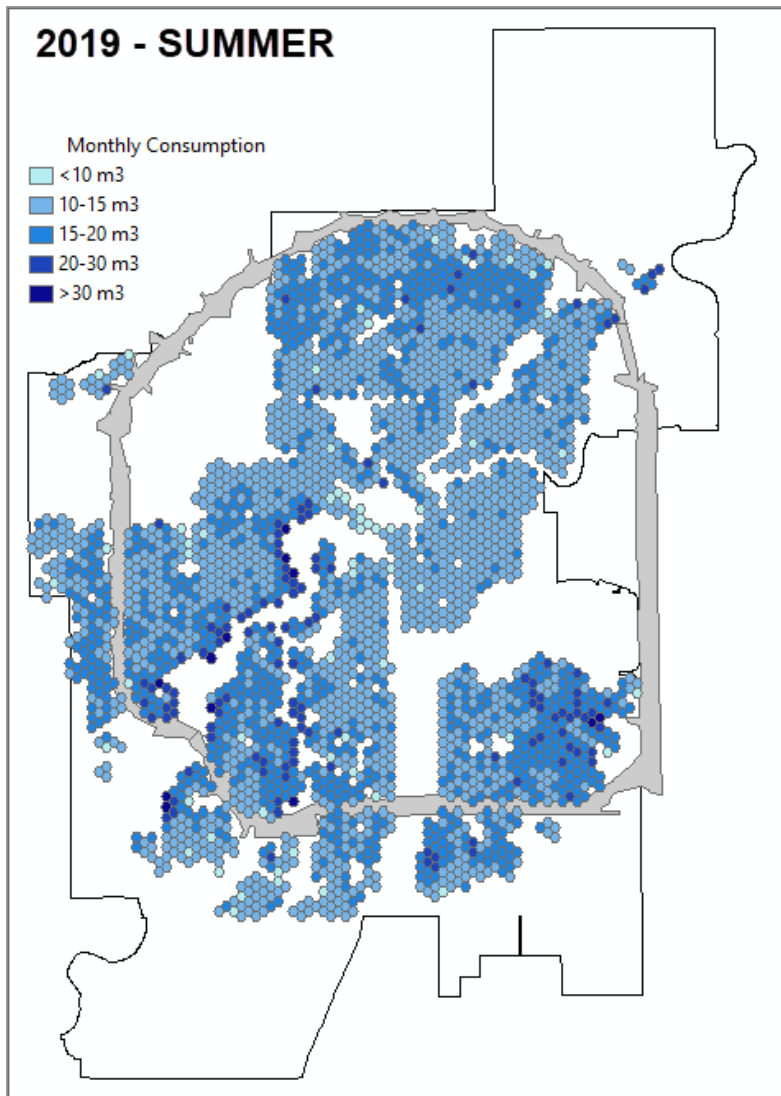 2019 - SUMMER
Monthly Consumption
<10 m3
10-15 m3
15-20 m3
20-30 m3
>30 m3